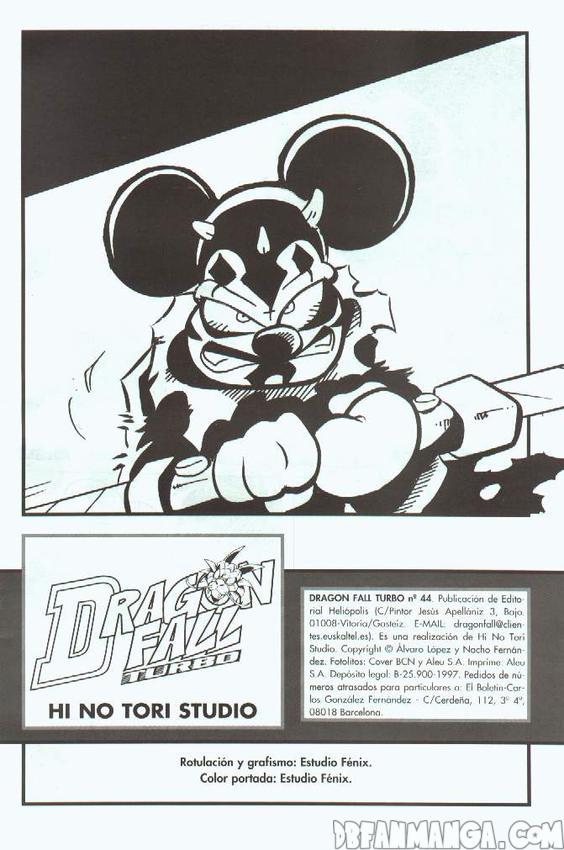 DRAGON
FALL
TURBO
HI NO TORI STUDIO
DRAGON FALL TURBO nº 44. Publicación de Edito-
rial Heliópolis (C/Pintor Jesús Apellániz 3, Bajo.
01008-Vitoria/Gasteiz. E-MAIL: dragonfall@clien-
tes.euskaltel.es). Es una realización de Hi No Tori
Studio. Copyright © Álvaro López y Nacho Fernán-
dez. Fotolitos: Cover BCN y Aleu S.A. Imprime: Aleu
S.A. Depósito legal: B-25.900-1997. Pedidos de nú-
meros atrasados para particulares a: El Boletín-Car-
los González Fernández - C/Cerdeña, 112, 3º 4º,
08018 Barcelona.
Rotulación y grafismo: Estudio Fénix.
Color portada: Estudio Fénix.
DBFANMANGA.COM